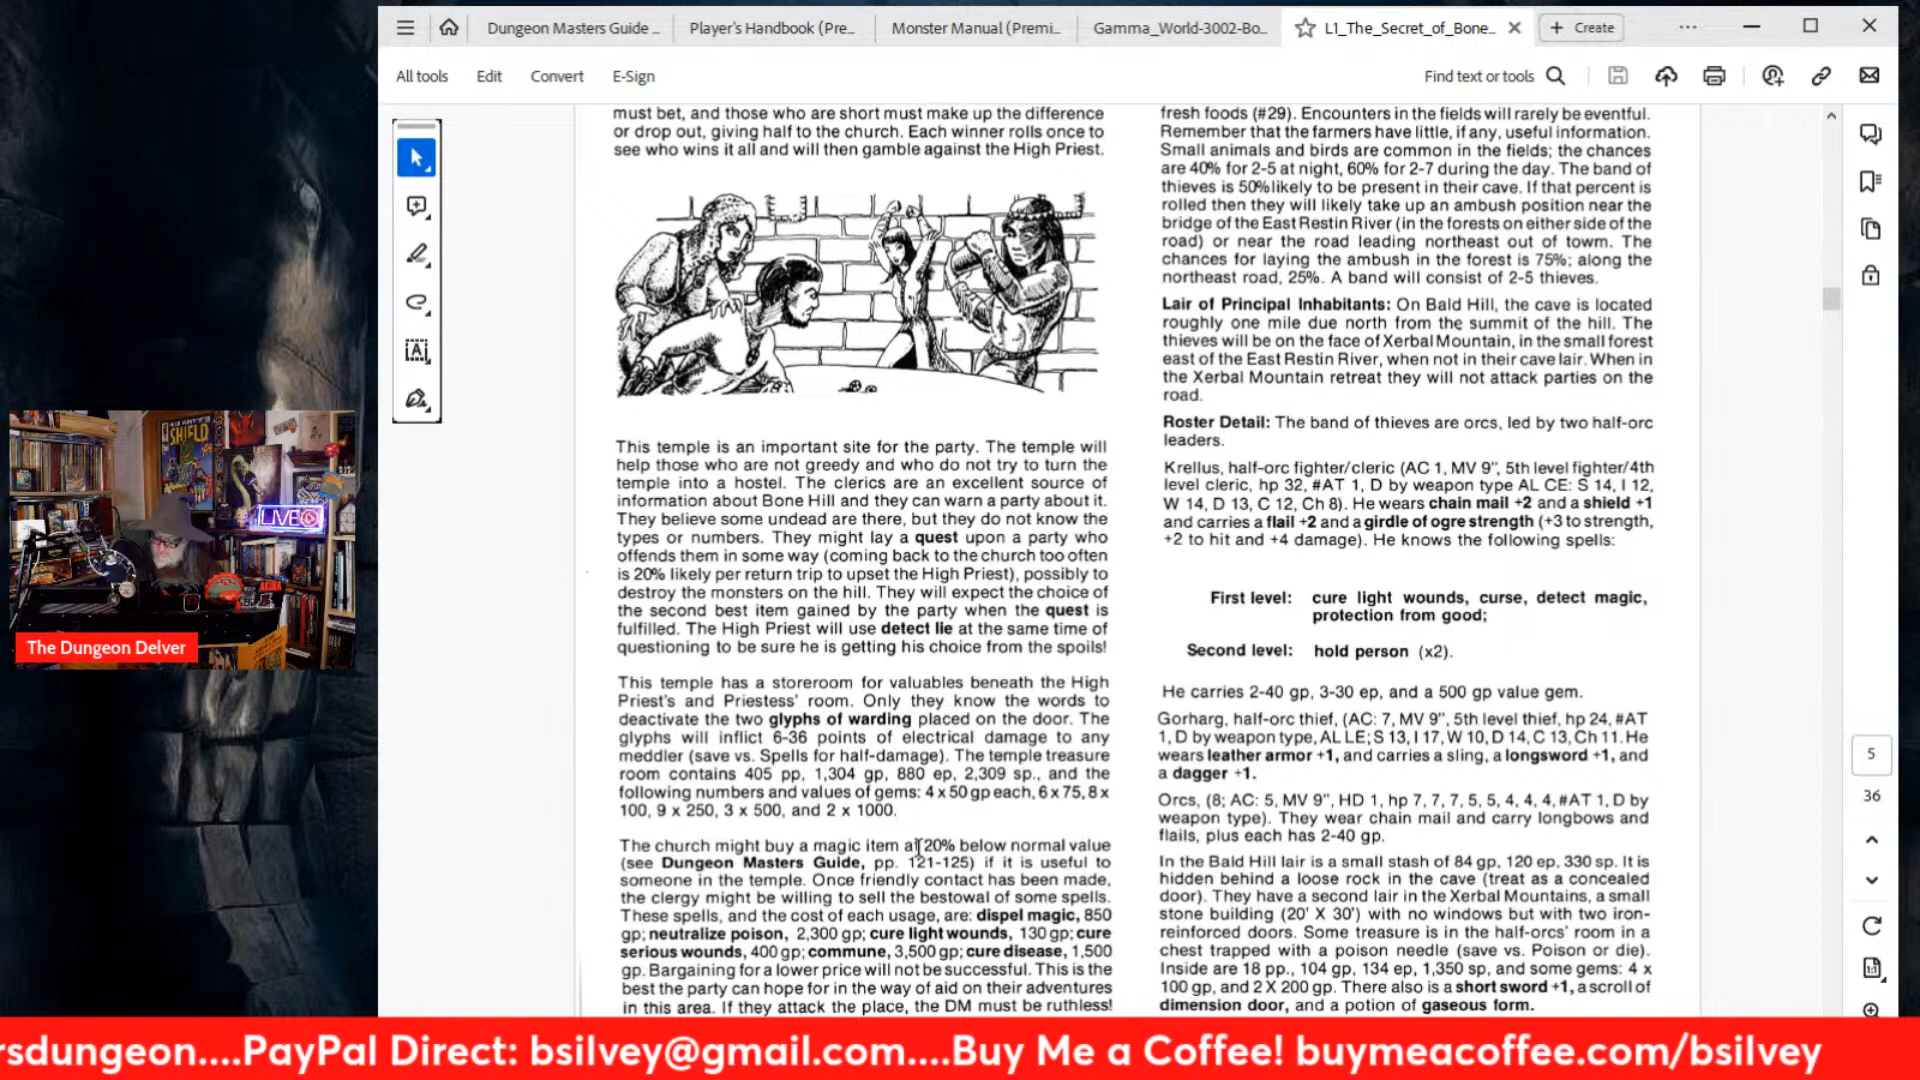 Dungeon Masters Guide ...
Player's Handbook (Pre...
Monster Manual (Premi...
Gamma_World-3002-Bo...
L1_The_Secret_of_Bone...
Create
All tools
Edit
Convert
E-Sign
Find text or tools
must bet, and those who are short must make up the difference
or drop out, giving half to the church. Each winner rolls once to
see who wins it all and will then gamble against the High Priest.
This temple is an important site for the party. The temple will
help those who are not greedy and who do not try to turn the
temple into a hostel. The clerics are an excellent source of
information about Bone Hill and they can warn a party about it.
They believe some undead are there, but they do not know the
types or numbers. They might lay a quest upon a party who
offends them in some way (coming back to the church too often
is 20% likely per return trip to upset the High Priest), possibly to
destroy the monsters on the hill. They will expect the choice of
the second best item gained by the party when the quest is
fulfilled. The High Priest will use detect lie at the same time of
questioning to be sure he is getting his choice from the spoils!
This temple has a storeroom for valuables beneath the High
Priest's and Priestess' room. Only they know the words to
deactivate the two glyphs of warding placed on the door. The
glyphs will inflict 6-36 points of electrical damage to any
meddler (save vs. Spells for half-damage). The temple treasure
room contains 405 pp, 1,304 gp, 880 ep, 2,309 sp., and the
following numbers and values of gems: 4 x 50 gp each, 6 x 75, 8 x
100, 9 x 250, 3 x 500, and 2 x 1000.
The church might buy a magic item at 20% below normal value
(see Dungeon Masters Guide, pp. 121-125) if it is useful to
someone in the temple. Once friendly contact has been made,
the clergy might be willing to sell the bestowal of some spells.
These spells, and the cost of each usage, are: dispel magic, 850
gp; neutralize poison, 2,300 gp; cure light wounds, 130 gp; cure
serious wounds, 400 gp; commune, 3,500 gp; cure disease, 1,500
gp. Bargaining for a lower price will not be successful. This is the
best the party can hope for in the way of aid on their adventures
in this area. If they attack the place, the DM must be ruthless!
fresh foods (#29). Encounters in the fields will rarely be eventful.
Remember that the farmers have little, if any, useful information.
Small animals and birds are common in the fields; the chances
are 40% for 2-5 at night, 60% for 2-7 during the day. The band of
thieves is 50% likely to be present in their cave. If that percent is
rolled then they will likely take up an ambush position near the
bridge of the East Restin River (in the forests on either side of the
road) or near the road leading northeast out of towm. The
chances for laying the ambush in the forest is 75%; along the
northeast road, 25%. A band will consist of 2-5 thieves.
Lair of Principal Inhabitants: On Bald Hill, the cave is located
roughly one mile due north from the summit of the hill. The
thieves will be on the face of Xerbal Mountain, in the small forest
east of the East Restin River, when not in their cave lair. When in
the Xerbal Mountain retreat they will not attack parties on the
road.
Roster Detail: The band of thieves are orcs, led by two half-orc
leaders.
Krellus, half-orc fighter/cleric (AC 1, MV 9", 5th level fighter/4th
level cleric, hp 32, #AT 1, D by weapon type AL CE: S 14, I 12,
W 14, D 13, C 12, Ch 8). He wears chain mail +2 and a shield +1
and carries a flail +2 and a girdle of ogre strength (+3 to strength,
+2 to hit and +4 damage). He knows the following spells:
First level: cure light wounds, curse, detect magic,
protection from good;
Second level: hold person (x2).
He carries 2-40 gp, 3-30 ep, and a 500 gp value gem.
Gorharg, half-orc thief, (AC: 7, MV 9", 5th level thief, hp 24, #AT
1, D by weapon type, AL LE; S 13, I 17, W 10, D 14, C 13, Ch 11. He
wears leather armor +1, and carries a sling, a longsword +1, and
a dagger +1.
Orcs, (8; AC: 5, MV 9", HD 1, hp 7, 7, 7, 5, 5, 4, 4, 4, #AT 1, D by
weapon type). They wear chain mail and carry longbows and
flails, plus each has 2-40 gp.
In the Bald Hill lair is a small stash of 84 gp, 120 ep, 330 sp. It is
hidden behind a loose rock in the cave (treat as a concealed
door). They have a second lair in the Xerbal Mountains, a small
stone building (20' X 30') with no windows but with two iron-
reinforced doors. Some treasure is in the half-orcs' room in a
chest trapped with a poison needle (save vs. Poison or die).
Inside are 18 pp., 104 gp, 134 ep, 1,350 sp, and some gems: 4 x
100 gp, and 2 X 200 gp. There also is a short sword +1, a scroll of
dimension door, and a potion of gaseous form.
5
36
SHIELD
LIVE
AKIRA
The Dungeon Delver
rsdungeon....PayPal Direct: bsilvey@gmail.com....Buy Me a Coffee! buymeacoffee.com/bsilvey